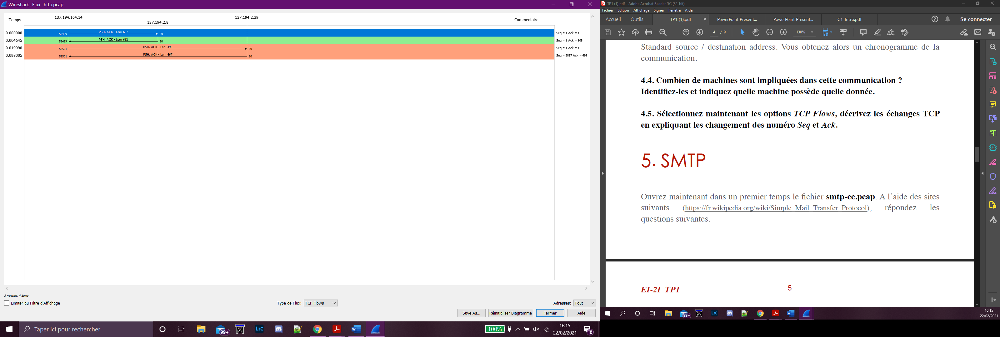 Wireshark · Flux · http.pcap
137.194.164.14
137.194.2.39
Temps
137.194.2.8
Commentaire
0.000000
52499
PSH, ACK - Len: 607
80
Seq = 1 Ack = 1
0.004645
52499
PSH, ACK - Len: 612
80
Seq = 1 Ack = 608
0.019990
52501
PSH, ACK - Len: 498
80
Seq = 1 Ack = 1
0.098005
52501
PSH, ACK - Len: 667
80
Seq = 2897 Ack = 499
3 noeuds, 4 items
Limiter au Filtre d'Affichage
Type de Flux:
TCP Flows
Adresses:
Tout
Save As...
Réinitialiser Diagramme
Fermer
Aide
Taper ici pour rechercher
99+
M
LrC
100%
16:15
22/02/2021
18
TP1 (1).pdf - Adobe Acrobat Reader DC (32-bit)
Fichier Edition Affichage Signer Fenêtre Aide
Accueil
Outils
TP1 (1).pdf
PowerPoint Present...
PowerPoint Present...
C1-Intro.pdf
Se connecter
4 / 9
130%
Standard source / destination address. Vous obtenez alors un chronogramme de la
communication.
4.4. Combien de machines sont impliquées dans cette communication ?
Identifiez-les et indiquez quelle machine possède quelle donnée.
4.5. Sélectionnez maintenant les options TCP Flows, décrivez les échanges TCP
en expliquant les changement des numéro Seq et Ack.
5. SMTP
Ouvrez maintenant dans un premier temps le fichier smtp-cc.pcap. A l'aide des sites
suivants (https://fr.wikipedia.org/wiki/Simple_Mail_Transfer_Protocol), répondez les
questions suivantes.
EI-2I TP1
5
99+
M
LrC
16:15
22/02/2021